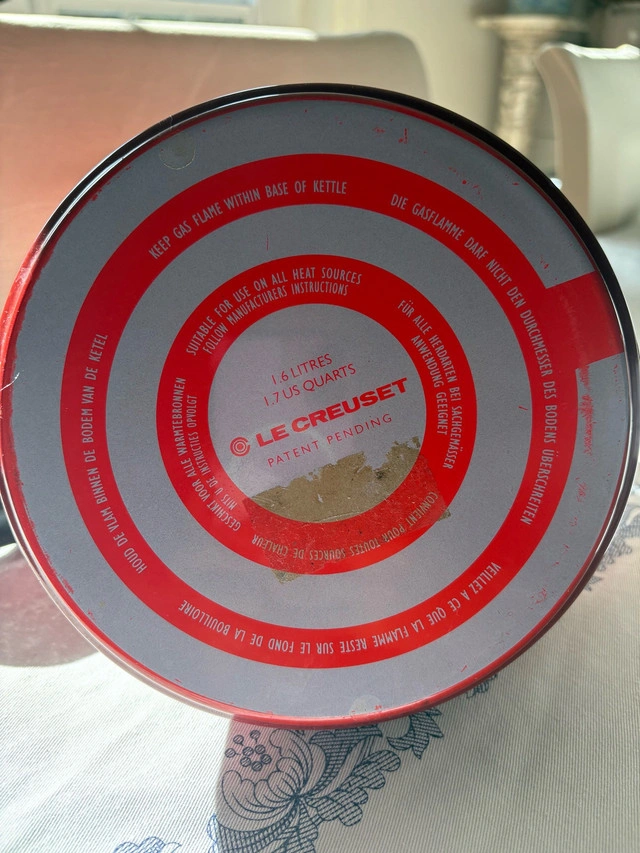 KEEP GAS FLAME WITHIN BASE OF KETTLE
DIE GASFLAMME DARF NICHT DEN DURCHMESSER DES BODENS ÜBERSCHREITEN
VEILLEZ A CE QUE LA FLAMME RESTE SUR LE FOND DE LA BOUILLOIRE
HOUD DE VLAM BINNEN DE BODEM VAN DE KETEL
SUITABLE FOR USE ON ALL HEAT SOURCES
FOLLOW MANUFACTURERS INSTRUCTIONS
FÜR ALLE HERDARTEN BEI SACHGEMÄSSER
ANWENDUNG GEEIGNET
CONVIENT POUR TOUTES SOURCES DE CHALEUR
GESCHIKT VOOR ALLE WARMTEBRONNEN
MITS U DE INSTRUCTIES OPVOLGT
1.6 LITRES
1.7 US QUARTS
LE CREUSET
PATENT PENDING